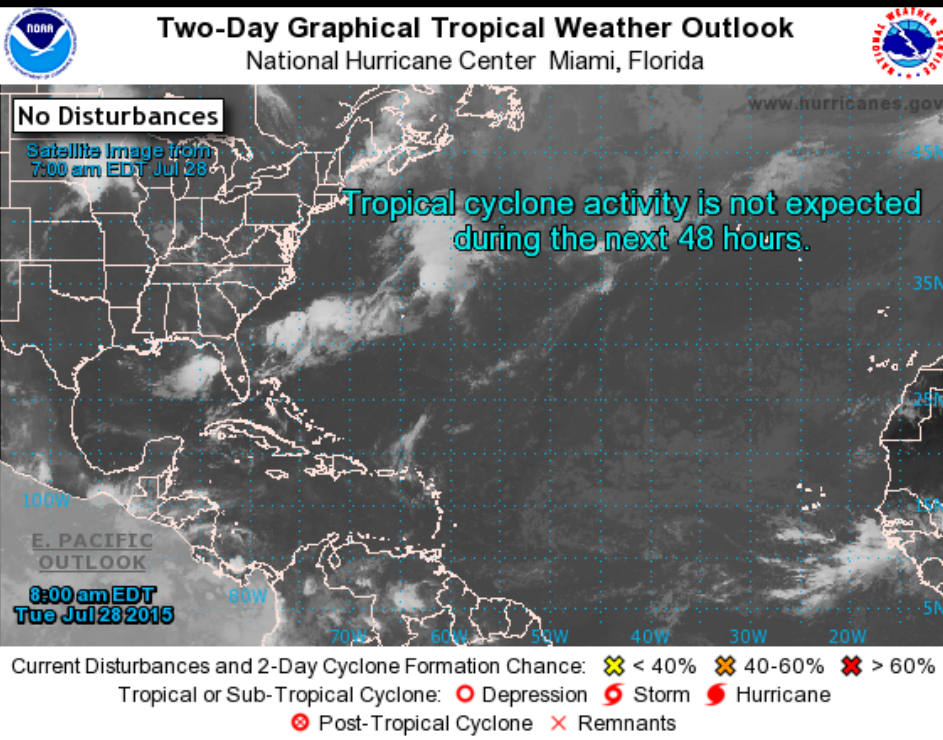 Two-Day Graphical Tropical Weather Outlook
National Hurricane Center Miami, Florida
NOAA
NATIONAL WEATHER SERVICE
www.hurricanes.gov
No Disturbances
Satellite Image from
7:00 am EDT Jul 28
45N
Tropical cyclone activity is not expected
during the next 48 hours.
35N
25N
100W
15N
E. PACIFIC
OUTLOOK
8:00 am EDT
Tue Jul 28 2015
80W
5N
70W 60W 50W 40W 30W 20W
Current Disturbances and 2-Day Cyclone Formation Chance: < 40% 40-60% > 60%
Tropical or Sub-Tropical Cyclone: Depression Storm Hurricane
Post-Tropical Cyclone Remnants